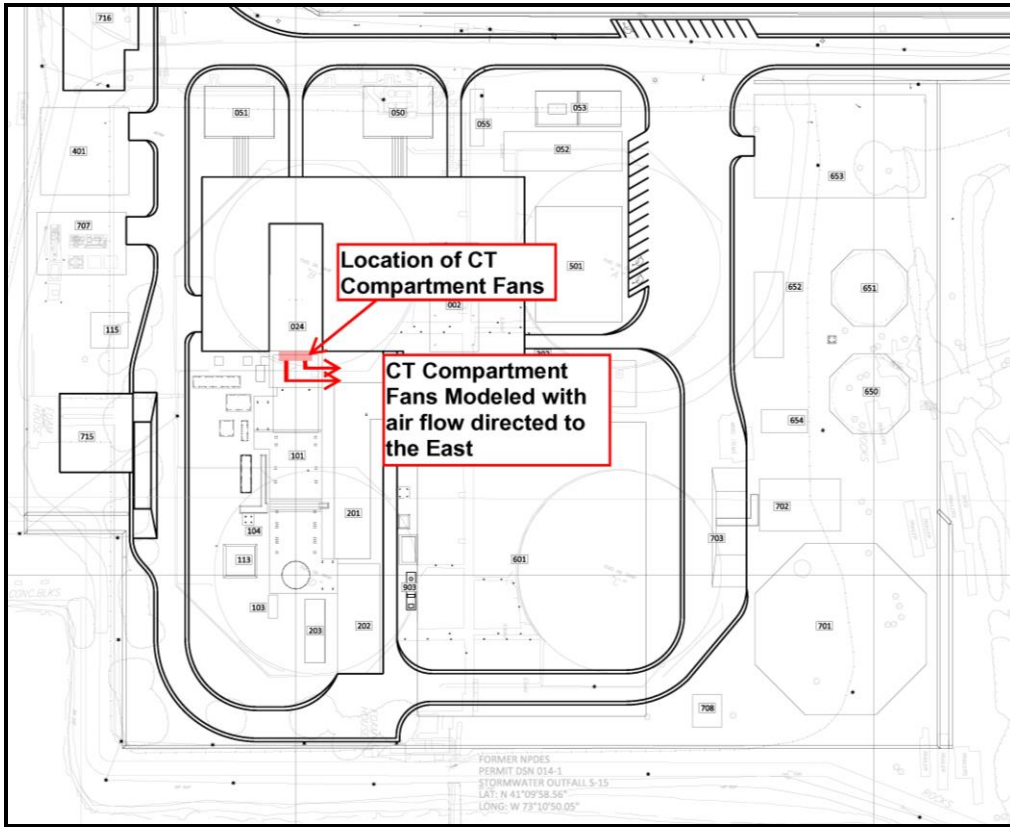 716
051
050
055
053
052
401
653
707
Location of CT
Compartment Fans
501
002
652
651
115
024
CT Compartment
Fans Modeled with
air flow directed to
the East
650
654
715
101
702
201
104
703
113
601
903
103
203
202
701
708
CONC.BLKS
FORMER NPDES
PERMIT DSN 014-1
STORMWATER OUTFALL S-15
LAT: N 41°09'58.56"
LONG: W 73°10'50.05"
ROCKS